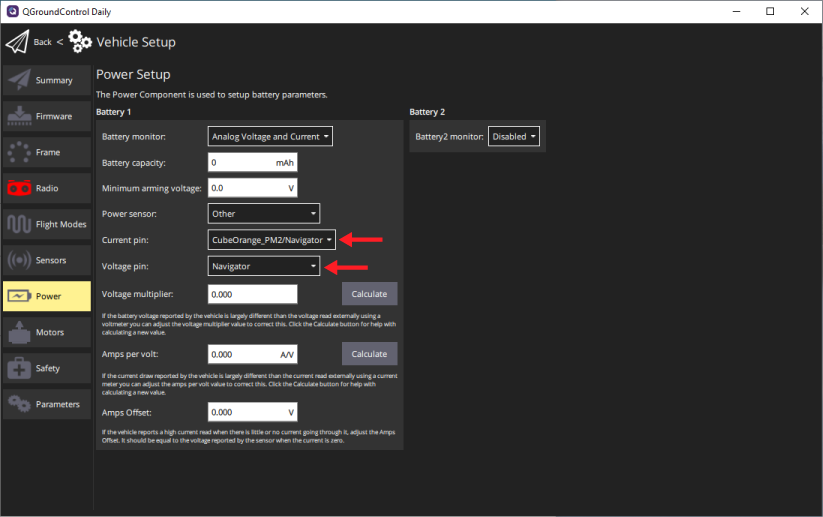 QGroundControl Daily
Back < Vehicle Setup
Summary
Firmware
Frame
Radio
Flight Modes
Sensors
Power
Motors
Safety
Parameters
Power Setup
The Power Component is used to setup battery parameters.
Battery 1
Battery monitor: Analog Voltage and Current
Battery capacity: 0 mAh
Minimum arming voltage: 0.0 V
Power sensor: Other
Current pin: CubeOrange_PM2/Navigator
Voltage pin: Navigator
Voltage multiplier: 0.000 Calculate
If the battery voltage reported by the vehicle is largely different than the voltage read externally using a
voltmeter you can adjust the voltage multiplier value to correct this. Click the Calculate button for help with
calculating a new value.
Amps per volt: 0.000 A/V Calculate
If the current draw reported by the vehicle is largely different than the current read externally using a current
meter you can adjust the amps per volt value to correct this. Click the Calculate button for help with
calculating a new value.
Amps Offset: 0.000 V
If the vehicle reports a high current read when there is little or no current going through it, adjust the Amps
Offset. It should be equal to the voltage reported by the sensor when the current is zero.
Battery 2
Battery2 monitor: Disabled